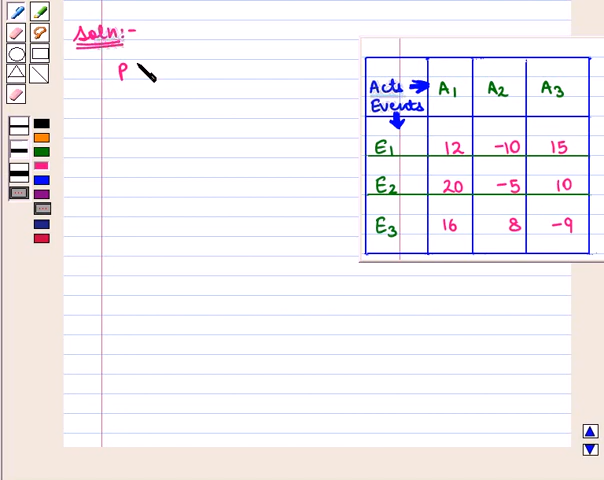 Soln:-
P
Acts → A1 A2 A3
Events
E1 12 -10 15
E2 20 -5 10
E3 16 8 -9